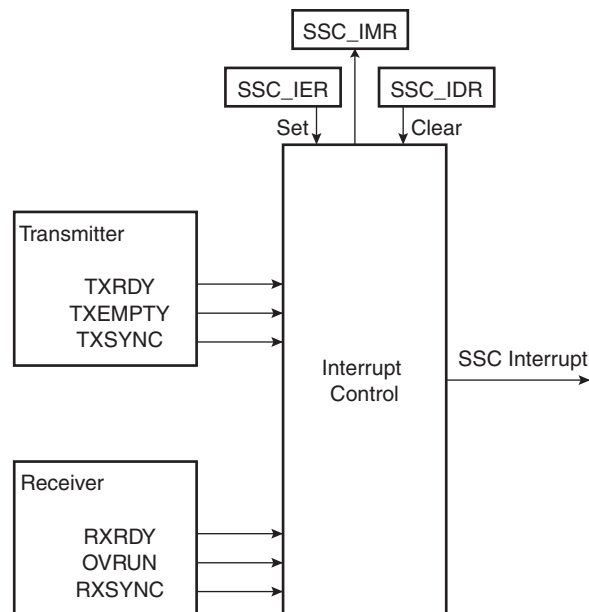 SSC_IMR
SSC_IER
SSC_IDR
Set
Clear
Transmitter
TXRDY
TXEMPTY
TXSYNC
Interrupt
Control
SSC Interrupt
Receiver
RXRDY
OVRUN
RXSYNC